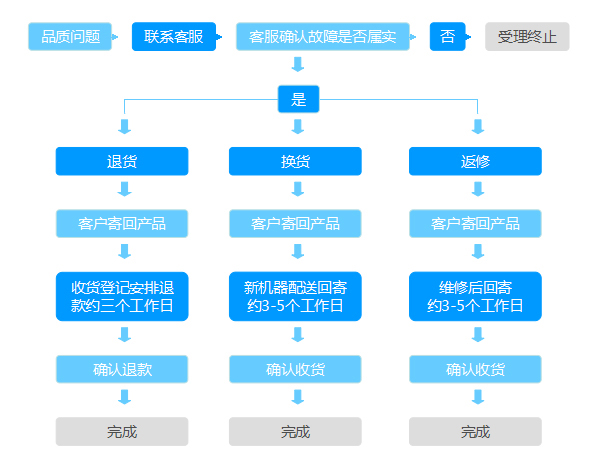 品质问题
联系客服
客服确认故障是否属实
否
受理终止
是
退货
换货
返修
客户寄回产品
客户寄回产品
客户寄回产品
收货登记安排退
款约三个工作日
新机器配送回寄
约3-5个工作日
维修后回寄
约3-5个工作日
确认退款
确认收货
确认收货
完成
完成
完成